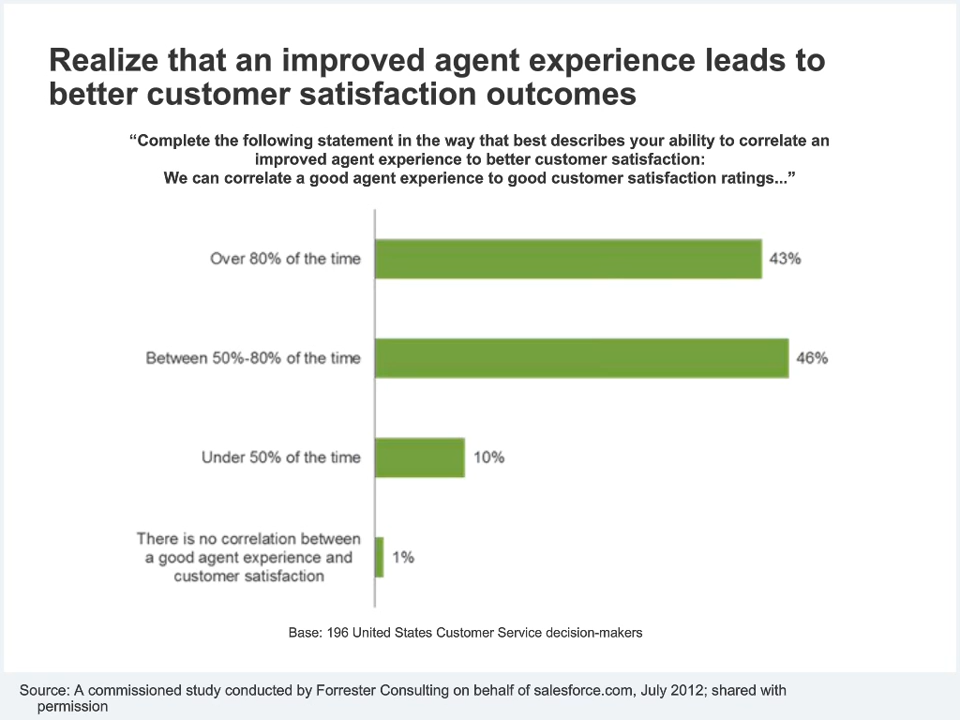 Realize that an improved agent experience leads to
better customer satisfaction outcomes
“Complete the following statement in the way that best describes your ability to correlate an
improved agent experience to better customer satisfaction:
We can correlate a good agent experience to good customer satisfaction ratings...”
Over 80% of the time
43%
Between 50%-80% of the time
46%
Under 50% of the time
10%
There is no correlation between
a good agent experience and
customer satisfaction
1%
Base: 196 United States Customer Service decision-makers
Source: A commissioned study conducted by Forrester Consulting on behalf of salesforce.com, July 2012; shared with
permission